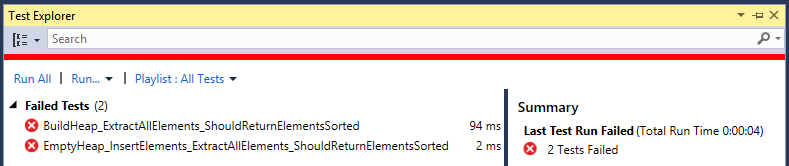 Test Explorer
Search
Run All | Run... Playlist : All Tests
Failed Tests (2)
BuildHeap_ExtractAllElements_ShouldReturnElementsSorted 94 ms
EmptyHeap_InsertElements_ExtractAllElements_ShouldReturnElementsSorted 2 ms
Summary
Last Test Run Failed (Total Run Time 0:00:04)
2 Tests Failed